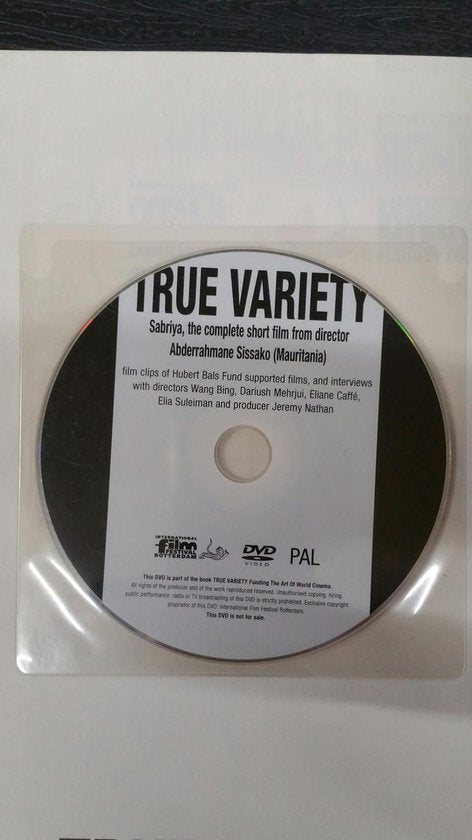 TRUE VARIETY
Sabriya, the complete short film from director
Abderrahmane Sissako (Mauritania)
film clips of Hubert Bals Fund supported films, and interviews
with directors Wang Bing, Dariush Mehrjui, Eliane Caffé,
Elia Suleiman and producer Jeremy Nathan
INTERNATIONAL
film
FESTIVAL
ROTTERDAM
DVD
VIDEO
PAL
This DVD is part of the book TRUE VARIETY Funding The Art Of World Cinema.
All rights of the producer and of the work reproduced reserved. Unauthorised copying, hiring,
public performance, radio or TV broadcasting of this DVD is strictly prohibited. Exclusive copyright
proprietor of this DVD: International Film Festival Rotterdam.
This DVD is not for sale.